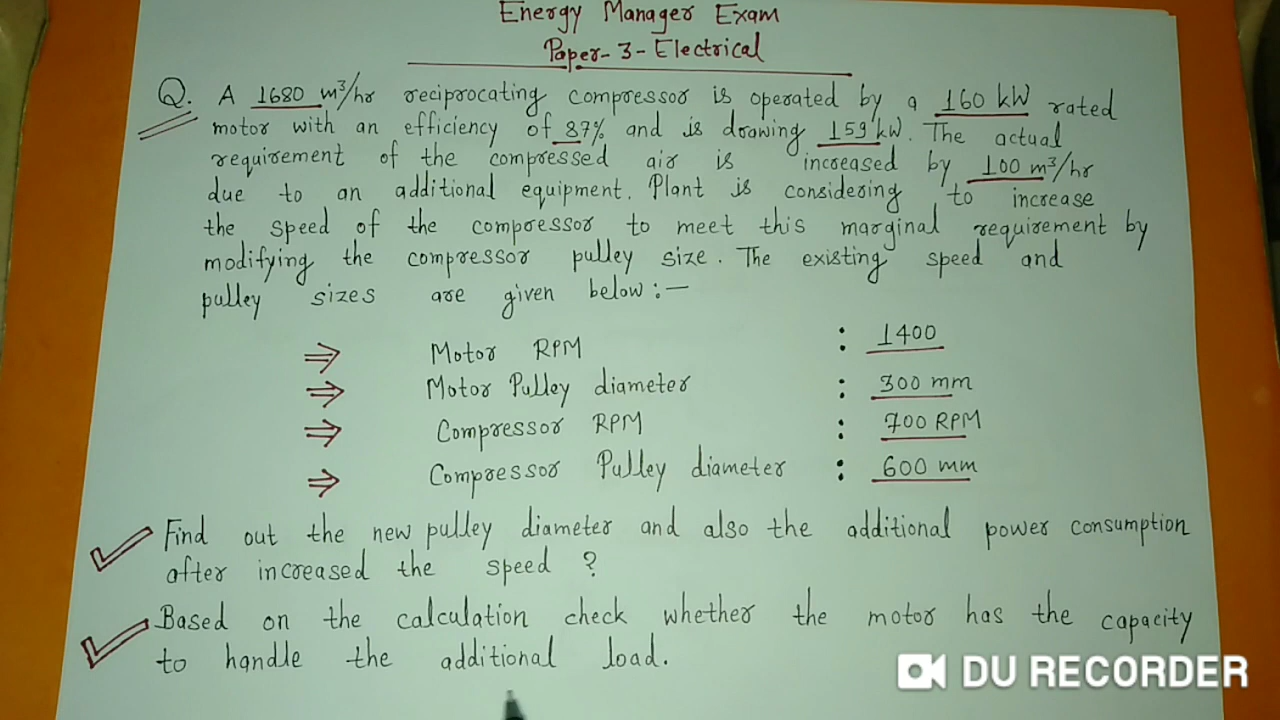 Energy Manager Exam
Paper-3-Electrical
Q. A 1680 m³/hr reciprocating compressor is operated by a 160 kW rated
motor with an efficiency of 87% and is drawing 159 kW. The actual
requirement of the compressed air is increased by 100 m³/hr
due to an additional equipment. Plant is considering to increase
the speed of the compressor to meet this marginal requirement by
modifying the compressor pulley size. The existing speed and
pulley sizes are given below:-
⇒ Motor RPM : 1400
⇒ Motor Pulley diameter : 300 mm
⇒ Compressor RPM : 700 RPM
⇒ Compressor Pulley diameter : 600 mm
Find out the new pulley diameter and also the additional power consumption
after increased the speed ?
Based on the calculation check whether the motor has the capacity
to handle the additional load.
DU RECORDER